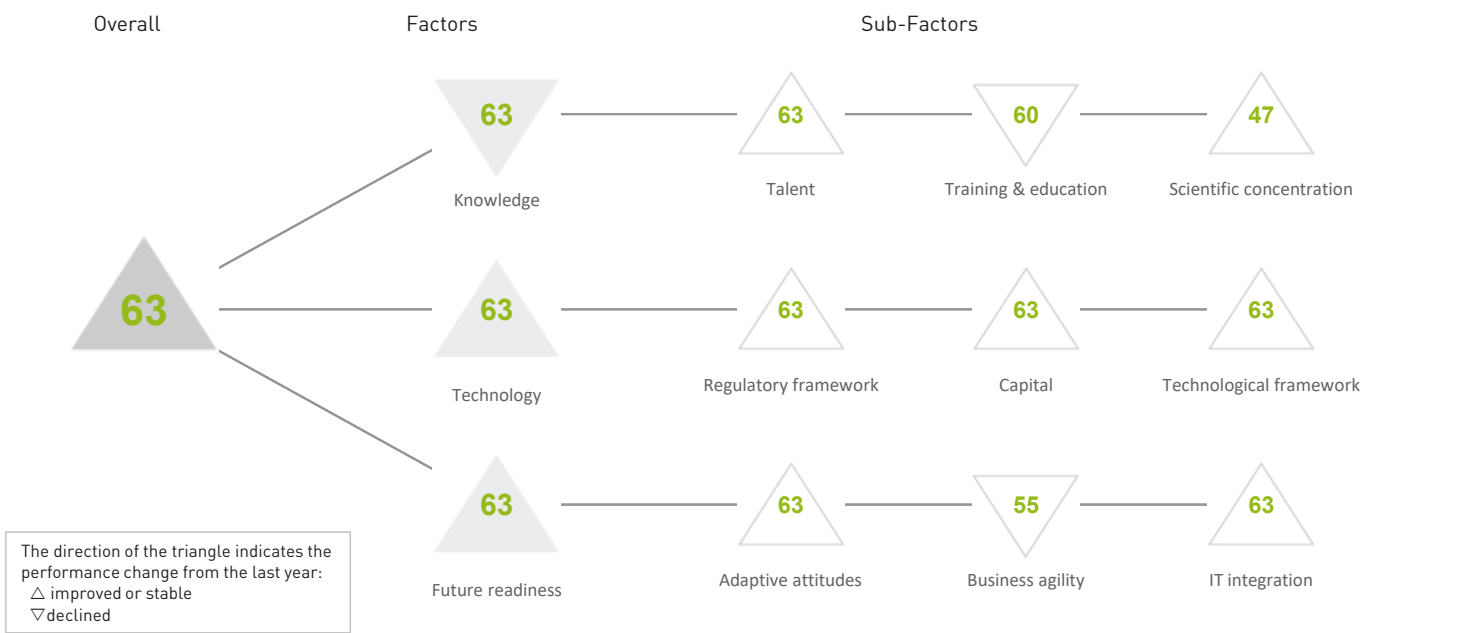 Overall
Factors
Sub-Factors
63
Knowledge
63
Talent
60
Training & education
47
Scientific concentration
63
63
Technology
63
Regulatory framework
63
Capital
63
Technological framework
63
Future readiness
63
Adaptive attitudes
55
Business agility
63
IT integration
The direction of the triangle indicates the
performance change from the last year:
△ improved or stable
▽declined